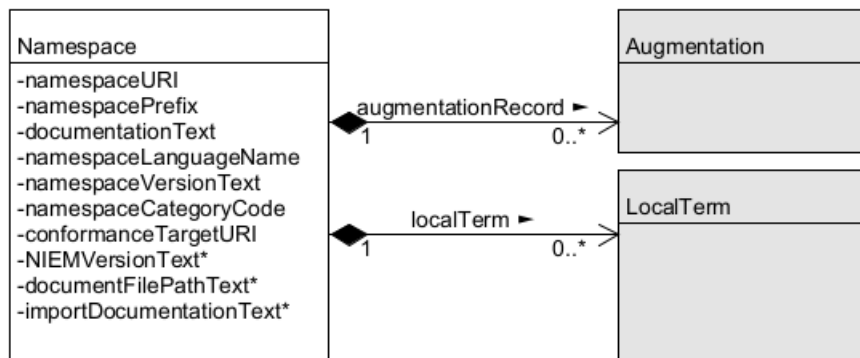 Namespace
-namespaceURI
-namespacePrefix
-documentationText
-namespaceLanguageName
-namespaceVersionText
-namespaceCategoryCode
-conformanceTargetURI
-NIEMVersionText*
-documentFilePathText*
-importDocumentationText*
augmentationRecord ►
1 0..*
Augmentation
localTerm ►
1 0..*
LocalTerm